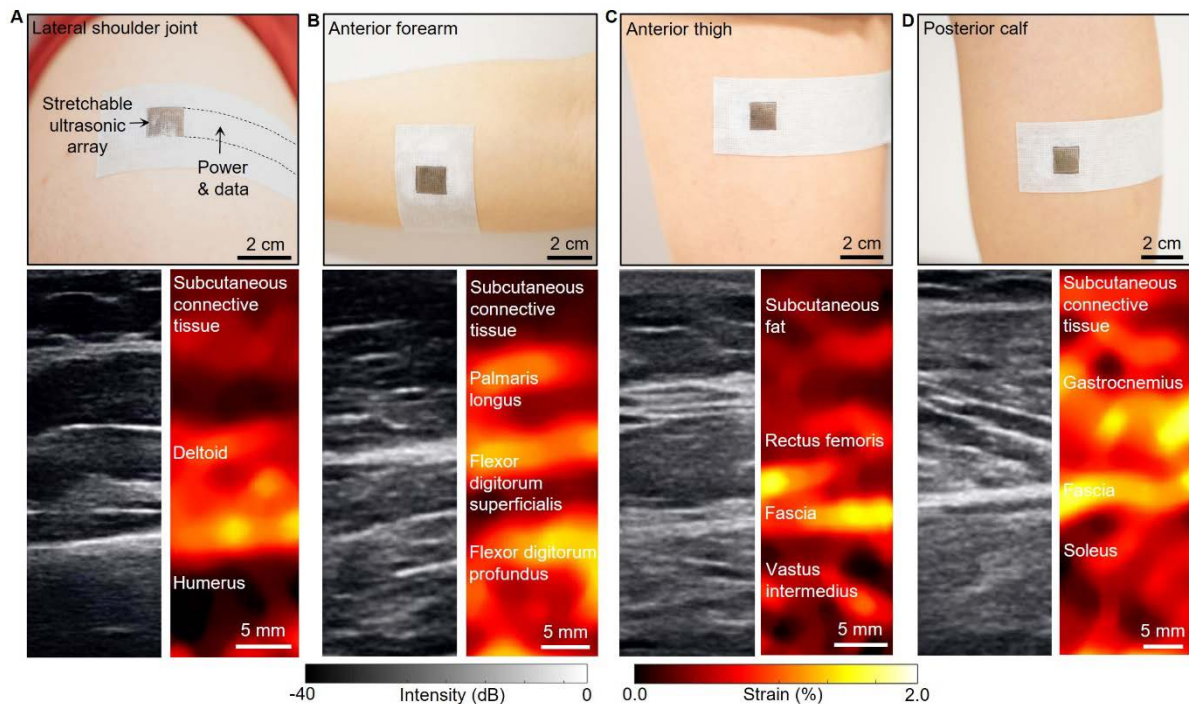 A
Lateral shoulder joint
Stretchable
ultrasonic
array
Power
& data
2 cm
B
Anterior forearm
2 cm
C
Anterior thigh
2 cm
D
Posterior calf
2 cm
Subcutaneous
connective
tissue
Deltoid
Humerus
5 mm
Subcutaneous
connective
tissue
Palmaris
longus
Flexor
digitorum
superficialis
Flexor digitorum
profundus
5 mm
Subcutaneous
fat
Rectus femoris
Fascia
Vastus
intermedius
5 mm
Subcutaneous
connective
tissue
Gastrocnemius
Fascia
Soleus
5 mm
-40 Intensity (dB) 0
0.0 Strain (%) 2.0